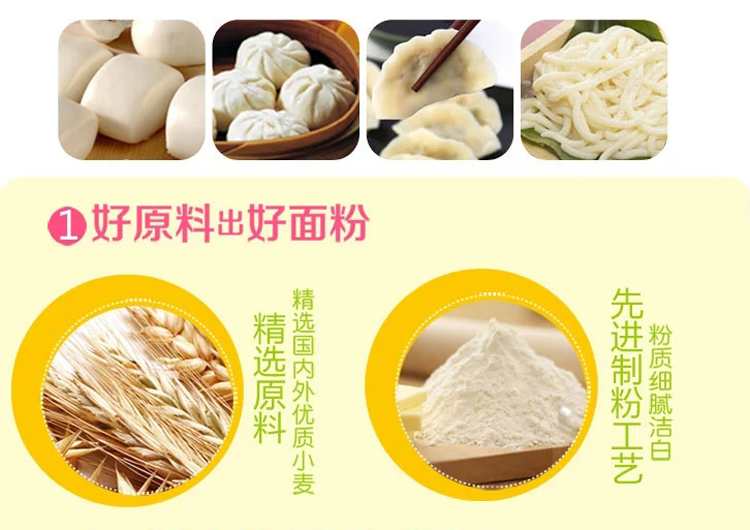 1 好原料出好面粉
精选原料
精选国内外优质小麦
先进制粉工艺
粉质细腻洁白